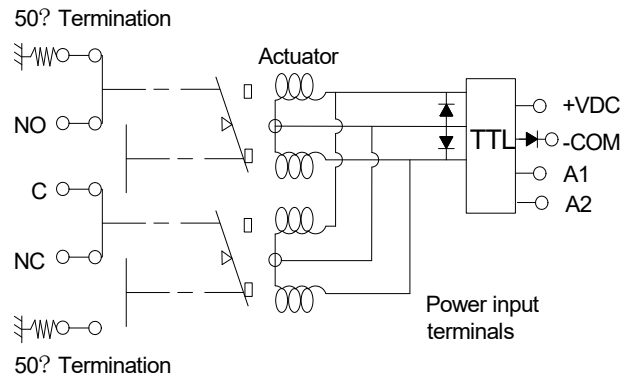 50? Termination
Actuator
NO
C
NC
TTL
+VDC
-COM
A1
A2
Power input
terminals
50? Termination